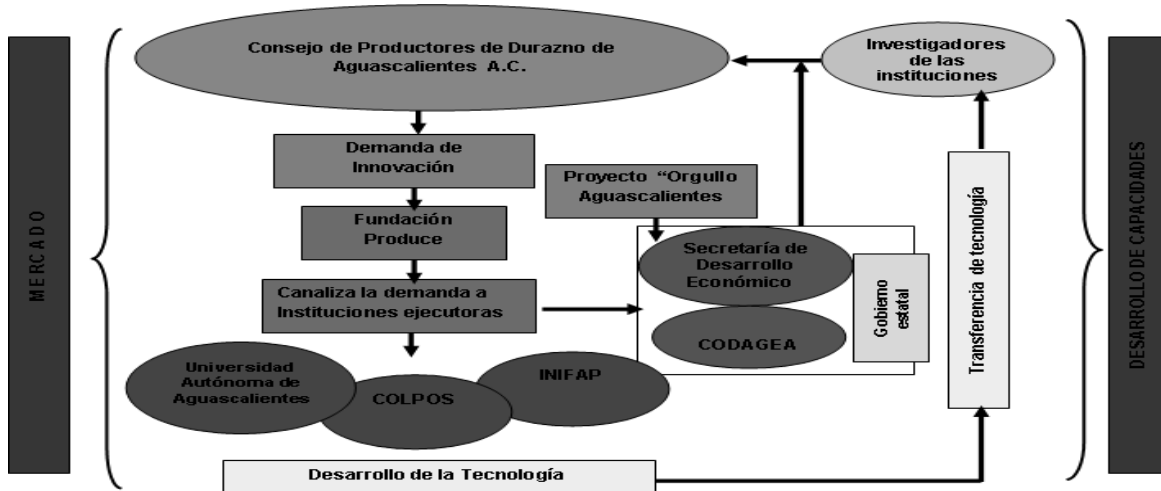 MERCADO
Consejo de Productores de Durazno de
Aguascalientes A.C.
Investigadores
de las
instituciones
Demanda de
Innovación
Proyecto “Orgullo
Aguascalientes
Fundación
Produce
Secretaría de
Desarrollo
Económico
Canaliza la demanda a
Instituciones ejecutoras
CODAGEA
Gobierno
estatal
Transferencia de tecnología
DESARROLLO DE CAPACIDADES
Universidad
Autónoma de
Aguascalientes
COLPOS
INIFAP
Desarrollo de la Tecnología